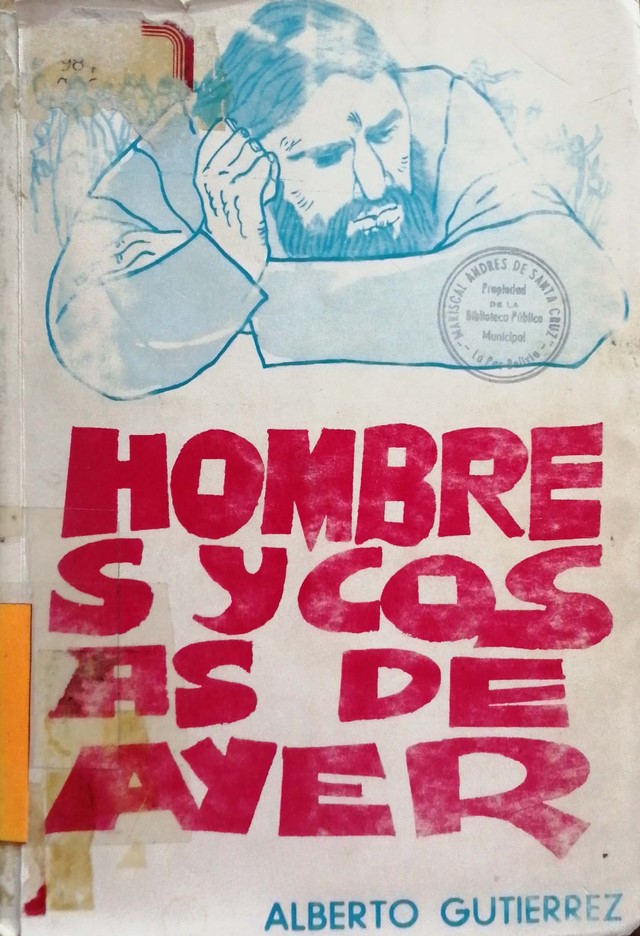 MARISCAL ANDRES DE SANTA CRUZ
Propiedad
DE LA
Biblioteca Pública
Municipal
- La Paz Bolivia -
HOMBRE
S Y COS
AS DE
AYER
ALBERTO GUTIERREZ